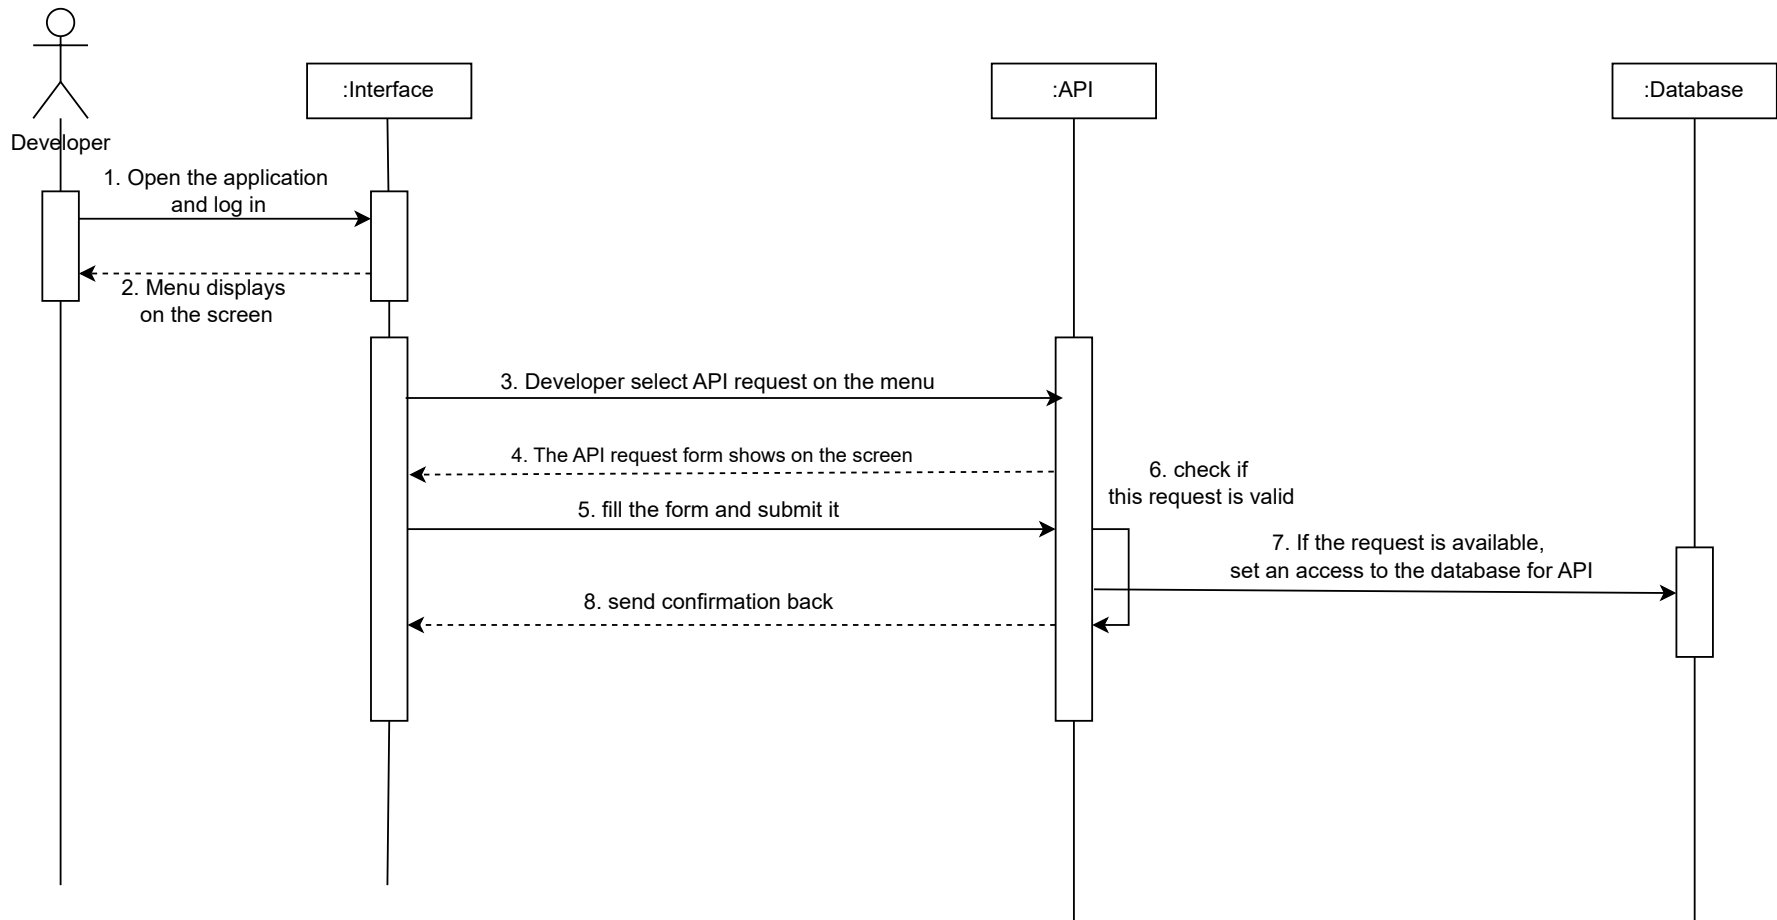 :Interface
:API
:Database
Developer
1. Open the application
and log in
2. Menu displays
on the screen
3. Developer select API request on the menu
4. The API request form shows on the screen
5. fill the form and submit it
6. check if
this request is valid
7. If the request is available,
set an access to the database for API
8. send confirmation back